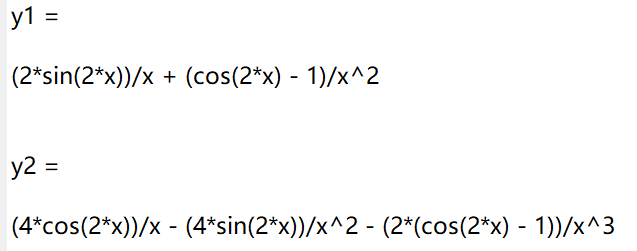 y1 =
(2*sin(2*x))/x + (cos(2*x) - 1)/x^2
y2 =
(4*cos(2*x))/x - (4*sin(2*x))/x^2 - (2*(cos(2*x) - 1))/x^3